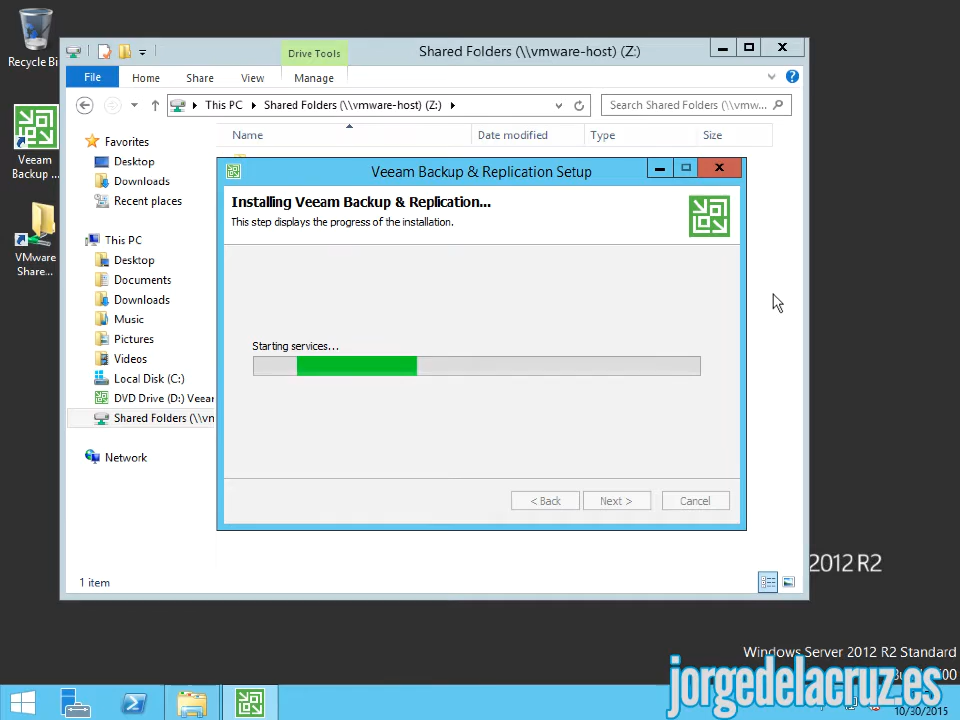 Recycle Bi
Veeam
Backup ...
VMware
Share...
Drive Tools
Shared Folders (\\vmware-host) (Z:)
File
Home
Share
View
Manage
This PC
Shared Folders (\\vmware-host) (Z:)
Search Shared Folders (\\vmw...
Name
Date modified
Type
Size
Favorites
Desktop
Downloads
Recent places
This PC
Desktop
Documents
Downloads
Music
Pictures
Videos
Local Disk (C:)
DVD Drive (D:) Veear
Shared Folders (\\vn
Network
1 item
Veeam Backup & Replication Setup
Installing Veeam Backup & Replication...
This step displays the progress of the installation.
Starting services...
< Back
Next >
Cancel
2012 R2
Windows Server 2012 R2 Standard
jorgedelacruz.es
10/30/2015